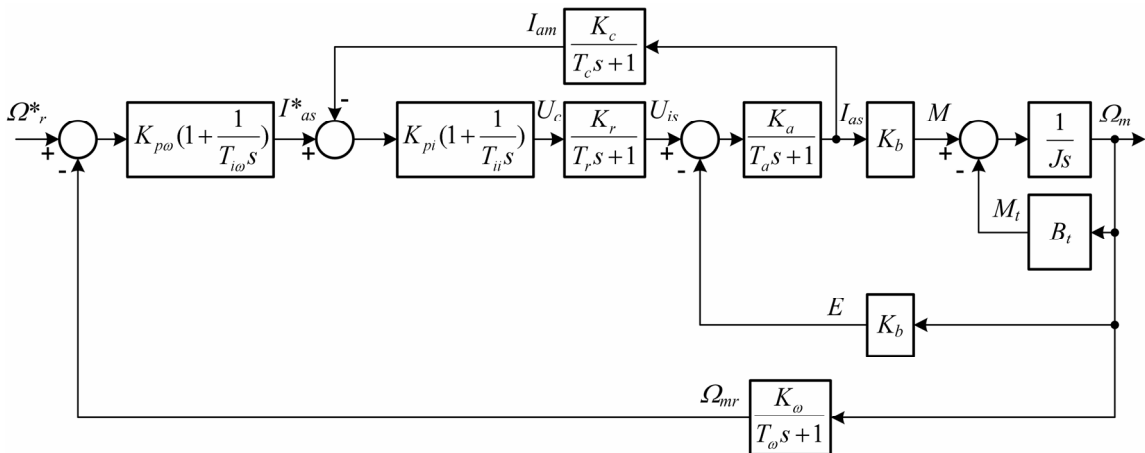 I_am
K_c
T_c s + 1
-
Ω*_r
+
-
K_pω (1 + 1/(T_iω s))
I*_as
+
K_pi (1 + 1/(T_ii s))
U_c
K_r
T_r s + 1
U_is
+
-
K_a
T_a s + 1
I_as
K_b
M
+
-
1
Js
Ω_m
M_t
B_t
E
K_b
Ω_mr
K_ω
T_ω s + 1